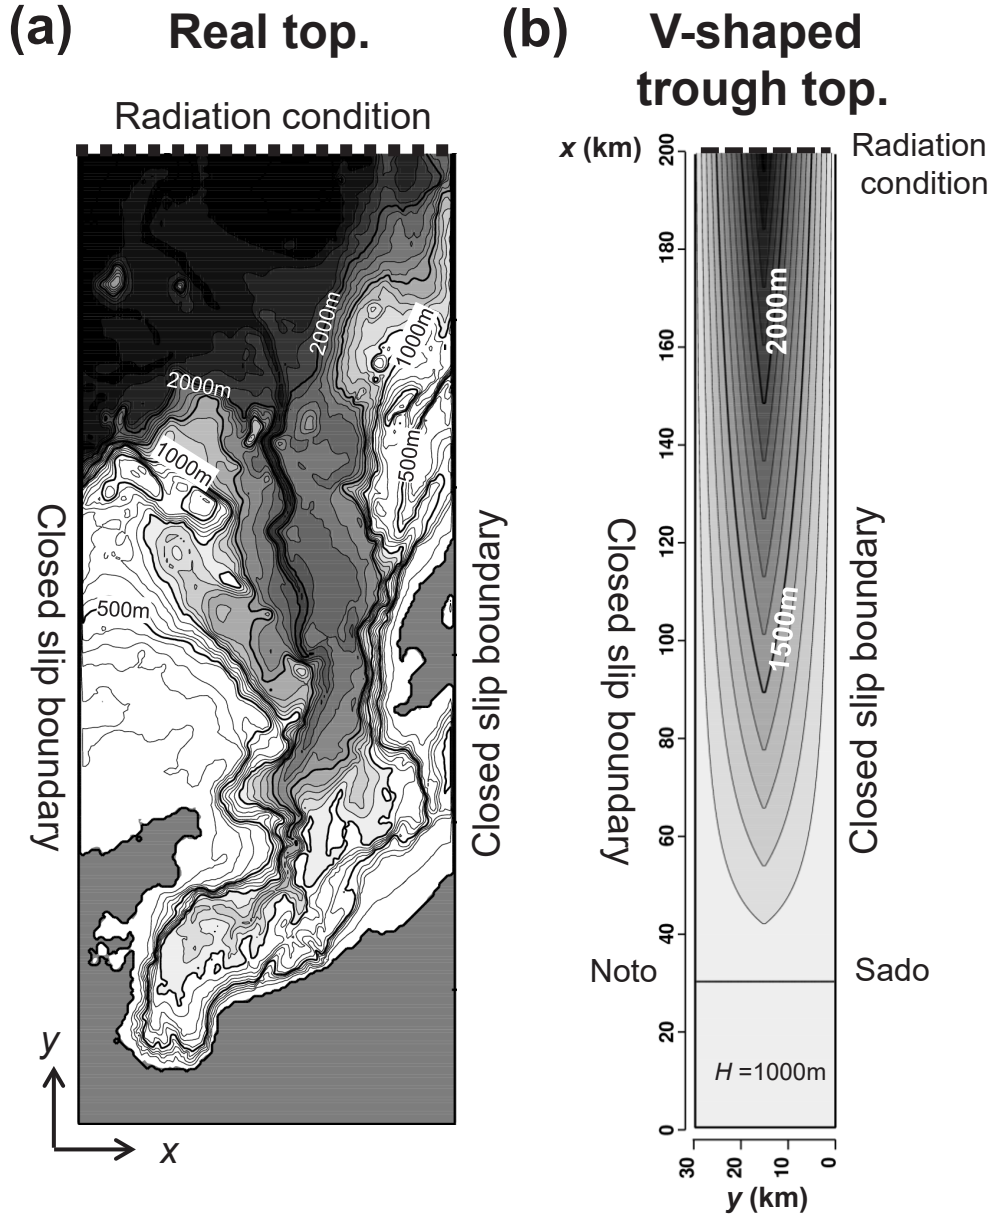 (a) Real top.
Radiation condition
2000m
1000m
2000m
1000m
500m
500m
Closed slip boundary
Closed slip boundary
y
x
(b) V-shaped
trough top.
x (km)
Radiation
condition
200
180
160
140
120
100
80
60
40
20
0
2000m
1500m
Closed slip boundary
Closed slip boundary
Noto
Sado
H =1000m
30
20
10
0
y (km)